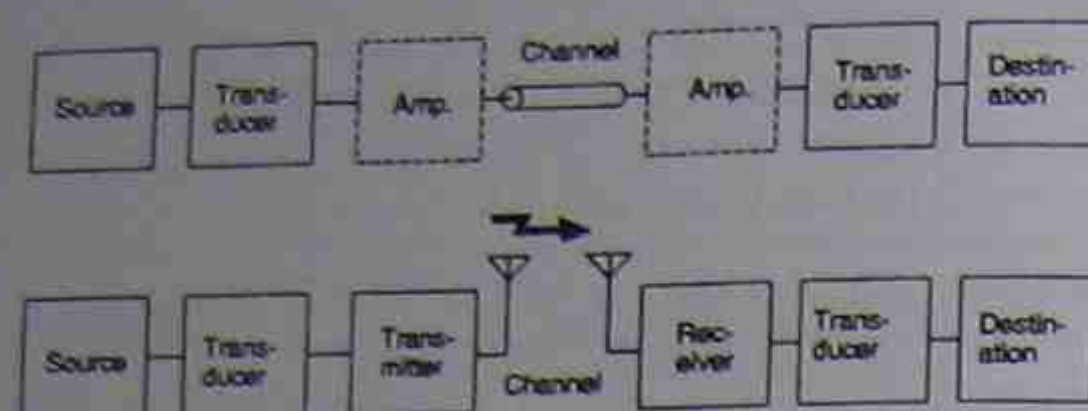 Source
Trans-
ducer
Amp.
Channel
Amp.
Trans-
ducer
Destin-
ation
Source
Trans-
ducer
Trans-
mitter
Channel
Rec-
eiver
Trans-
ducer
Destin-
ation